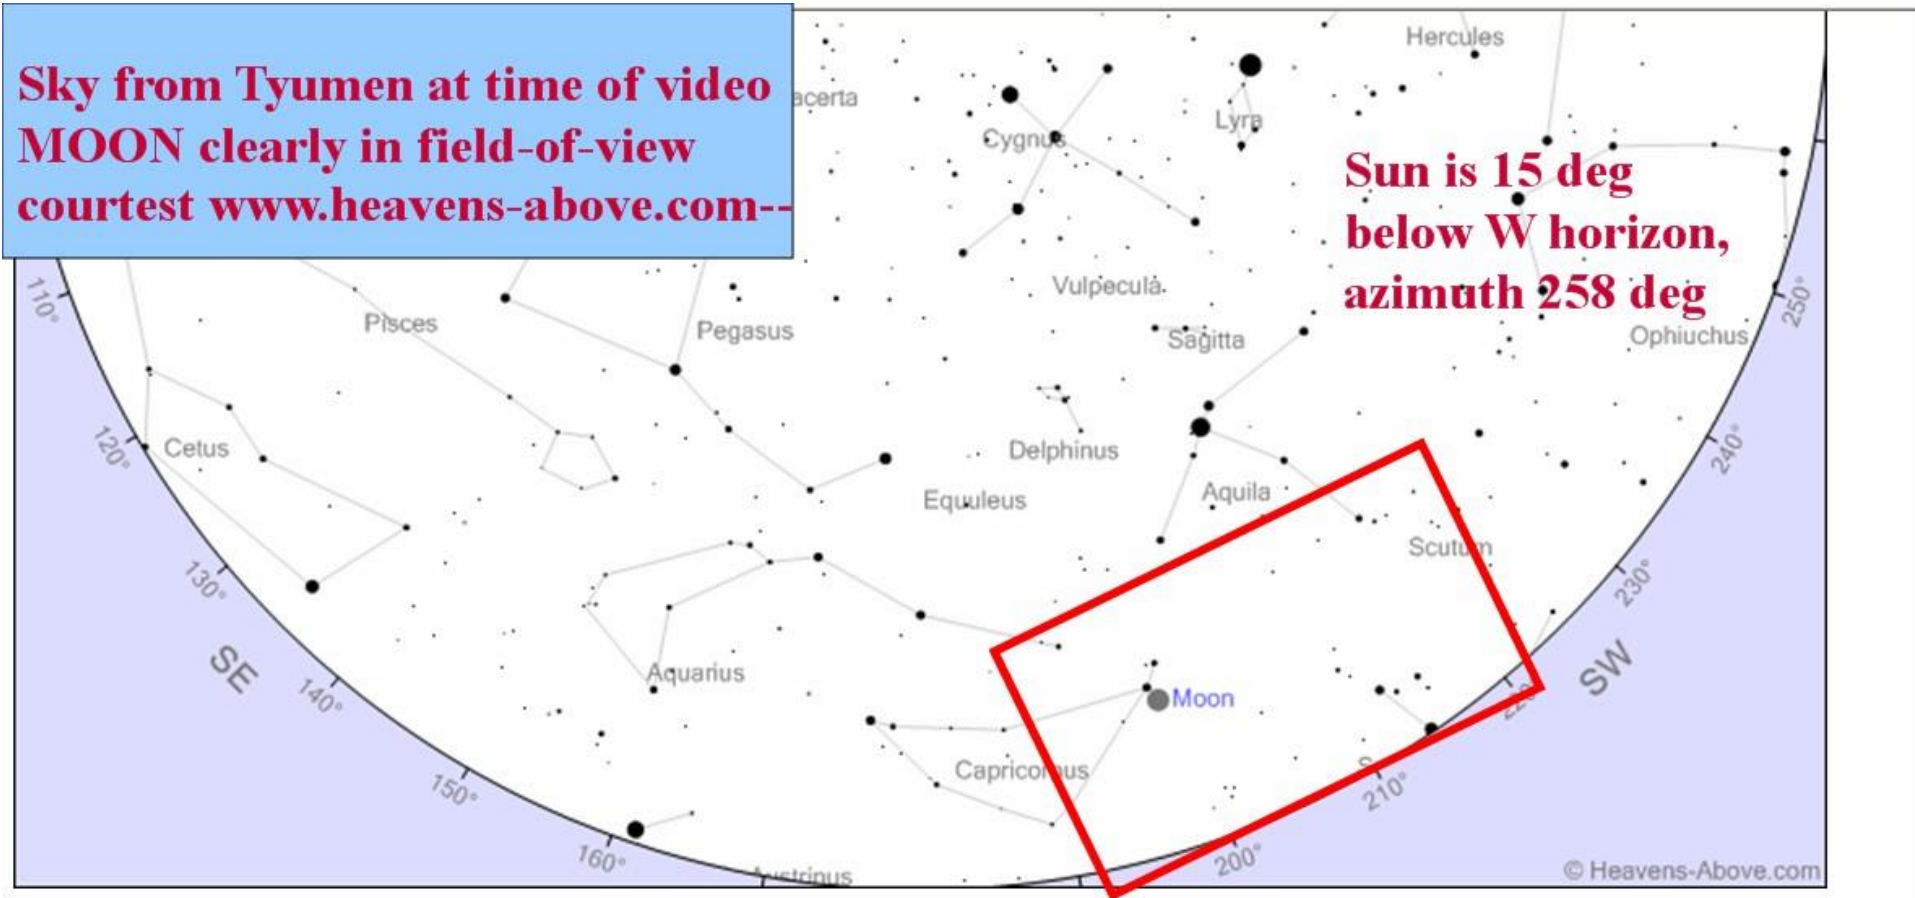 Sky from Tyumen at time of video
MOON clearly in field-of-view
courtest www.heavens-above.com--
Hercules
acerta
Cygnus
Lyra
Sun is 15 deg
below W horizon,
azimuth 258 deg
Vulpecula
110°
250°
Pisces
Pegasus
Sagitta
Ophiuchus
120°
Cetus
Delphinus
240°
Equuleus
Aquila
Scutum
130°
230°
SE
SW
Aquarius
140°
Moon
220°
Capricornus
S
150°
210°
160°
200°
Austrinus
© Heavens-Above.com